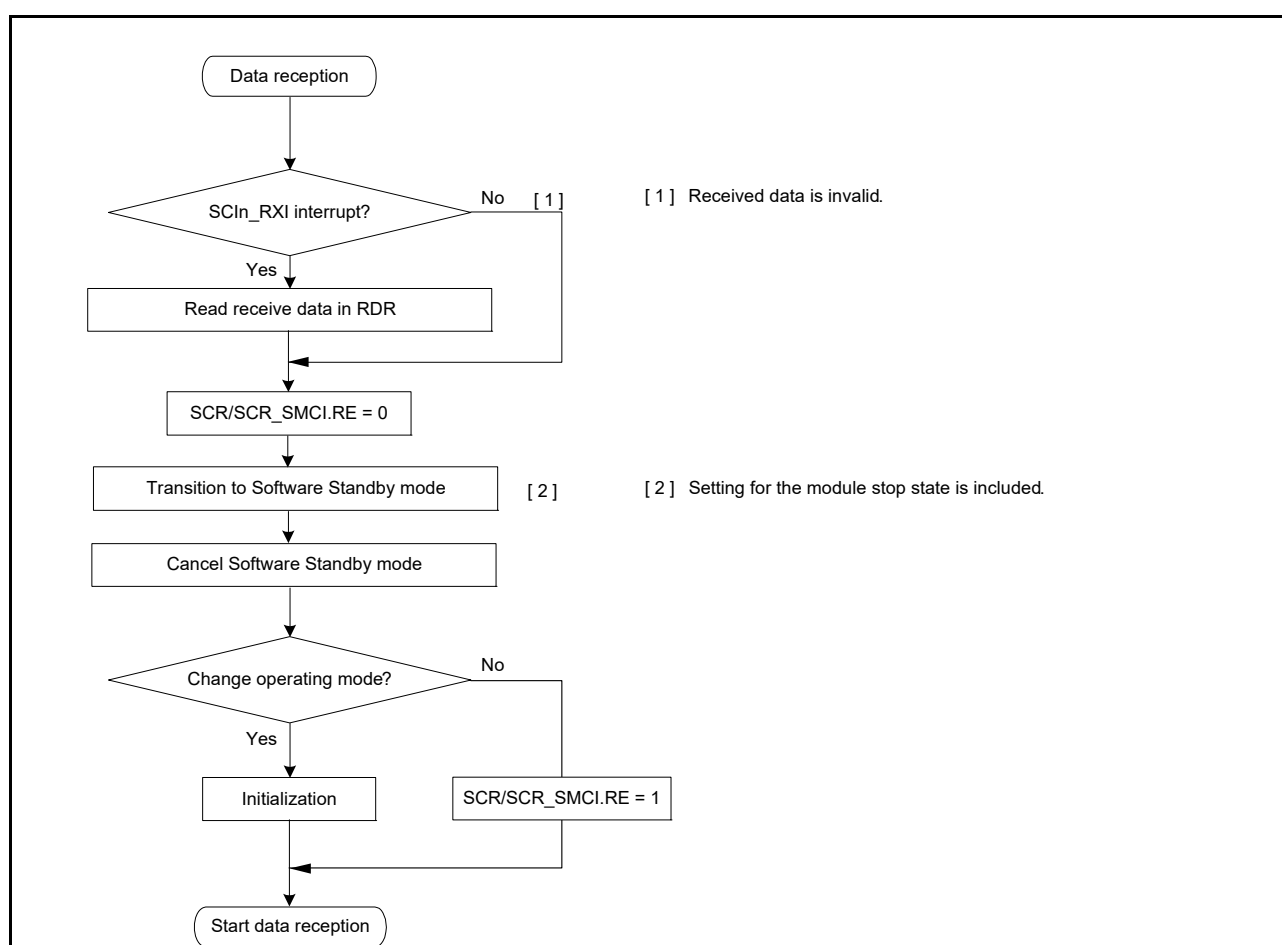 Data reception
SCIn_RXI interrupt?
No [ 1 ]
[ 1 ] Received data is invalid.
Yes
Read receive data in RDR
SCR/SCR_SMCI.RE = 0
Transition to Software Standby mode
[ 2 ]
[ 2 ] Setting for the module stop state is included.
Cancel Software Standby mode
Change operating mode?
No
Yes
Initialization
SCR/SCR_SMCI.RE = 1
Start data reception